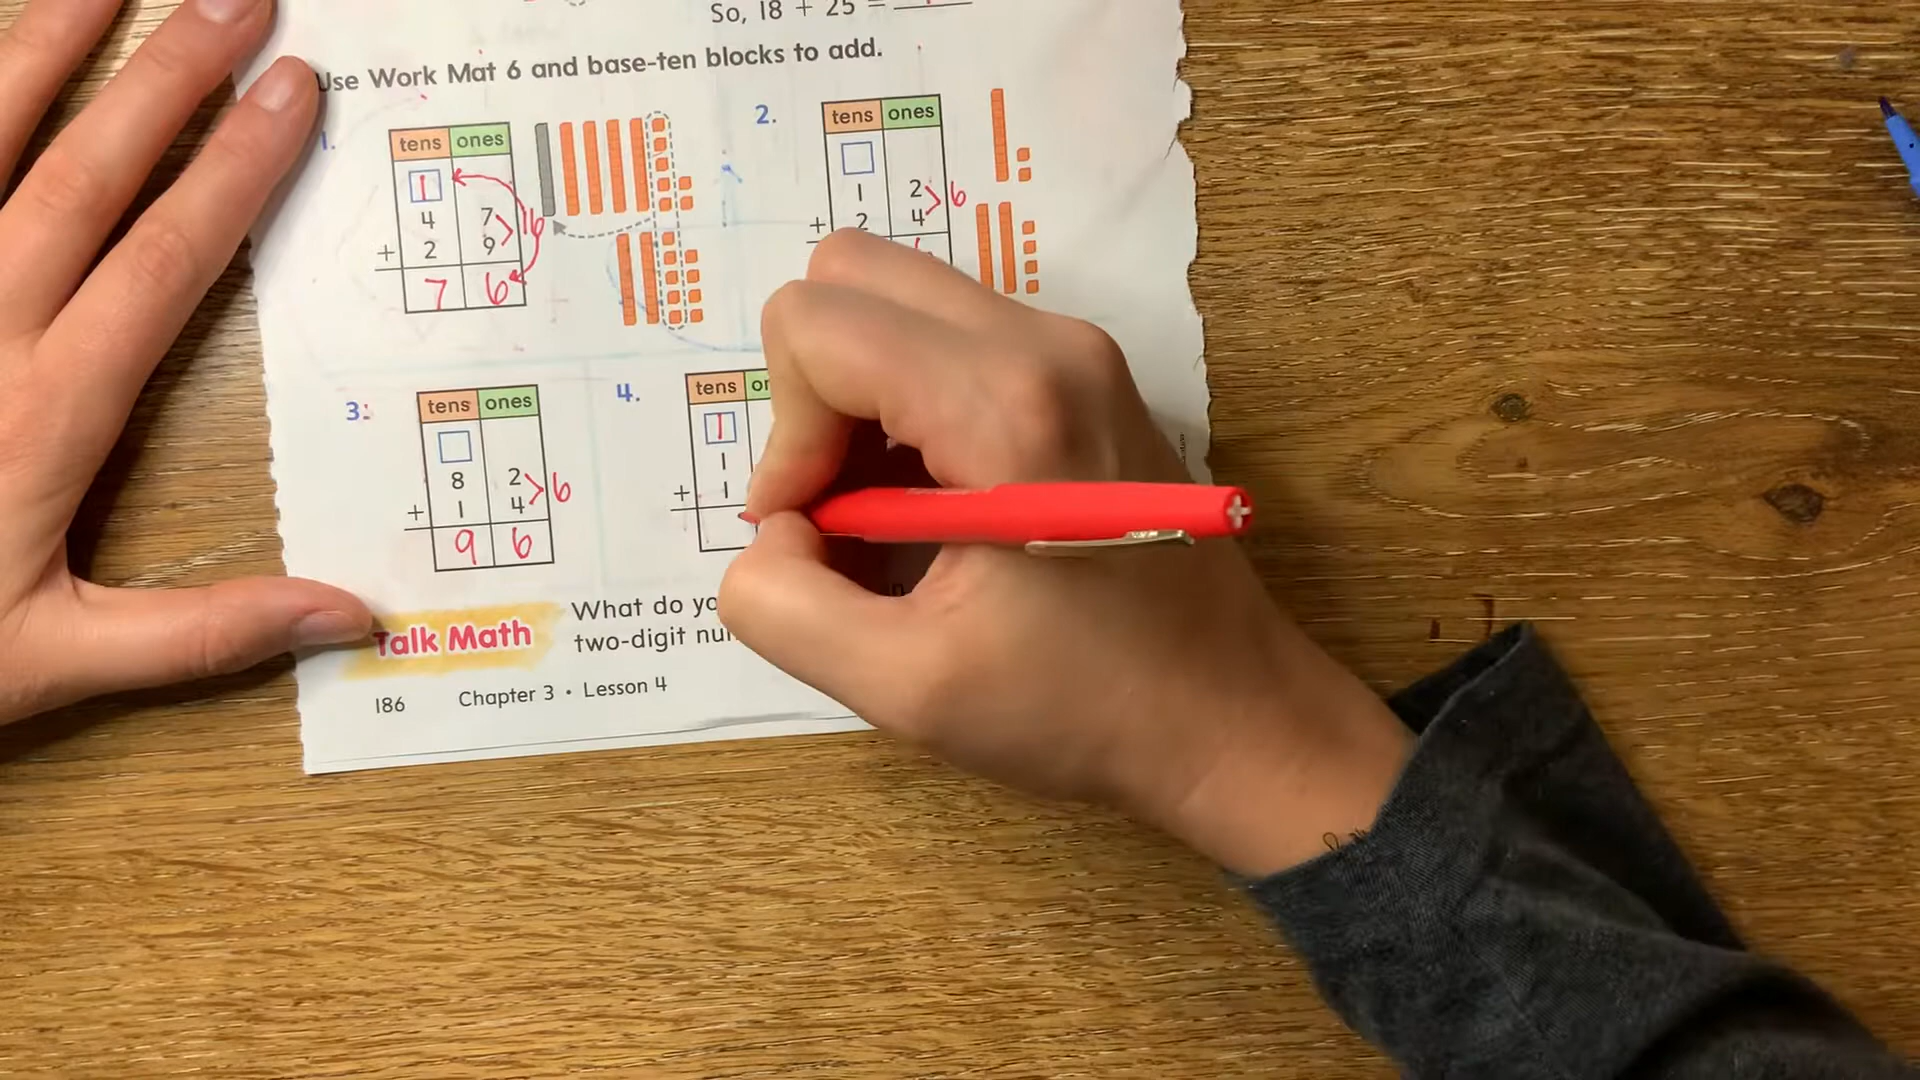 So, 18 + 25 =
Use Work Mat 6 and base-ten blocks to add.
1.
tens ones
1
4 7
+ 2 9
16
7 6
2.
tens ones
1 2
+ 2 4
6
3.
tens ones
8 2
+ 1 4
6
9 6
4.
tens
1
1
+ 1
Talk Math
What do
two-digit
186 Chapter 3 • Lesson 4